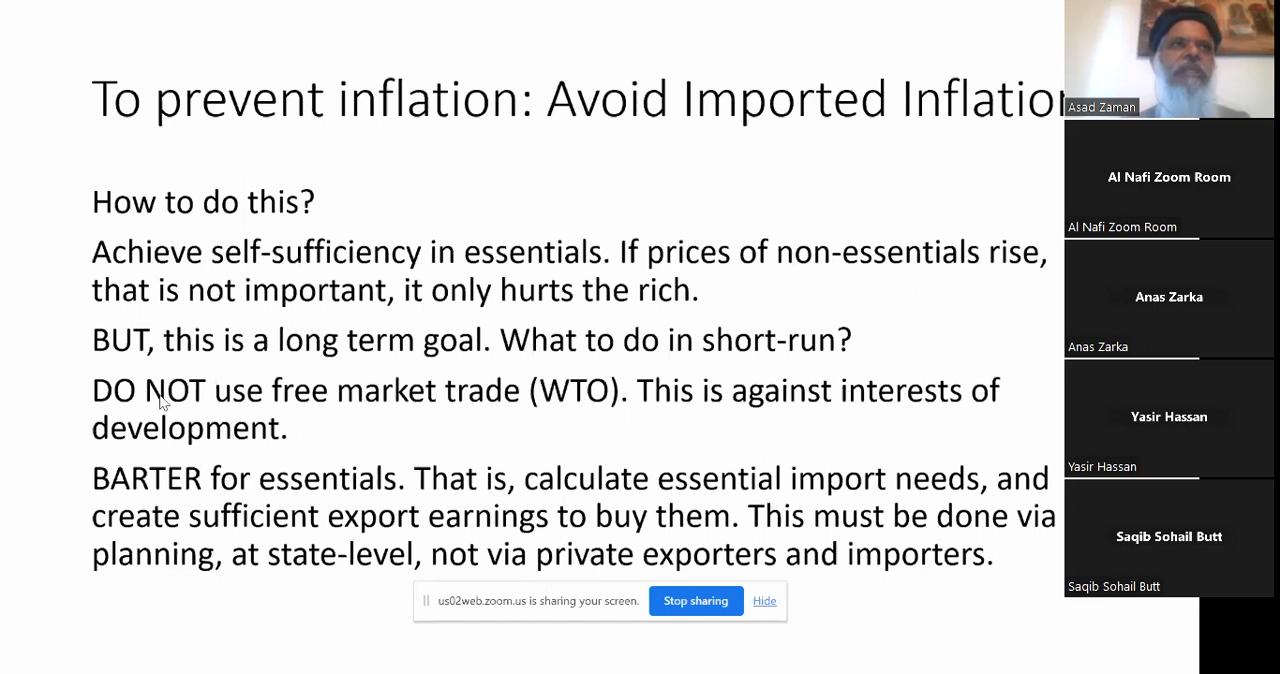 To prevent inflation: Avoid Imported Inflation
How to do this?
Achieve self-sufficiency in essentials. If prices of non-essentials rise,
that is not important, it only hurts the rich.
BUT, this is a long term goal. What to do in short-run?
DO NOT use free market trade (WTO). This is against interests of
development.
BARTER for essentials. That is, calculate essential import needs, and
create sufficient export earnings to buy them. This must be done via
planning, at state-level, not via private exporters and importers.
us02web.zoom.us is sharing your screen.
Stop sharing
Hide
Asad Zaman
Al Nafi Zoom Room
Al Nafi Zoom Room
Anas Zarka
Anas Zarka
Yasir Hassan
Yasir Hassan
Saqib Sohail Butt
Saqib Sohail Butt